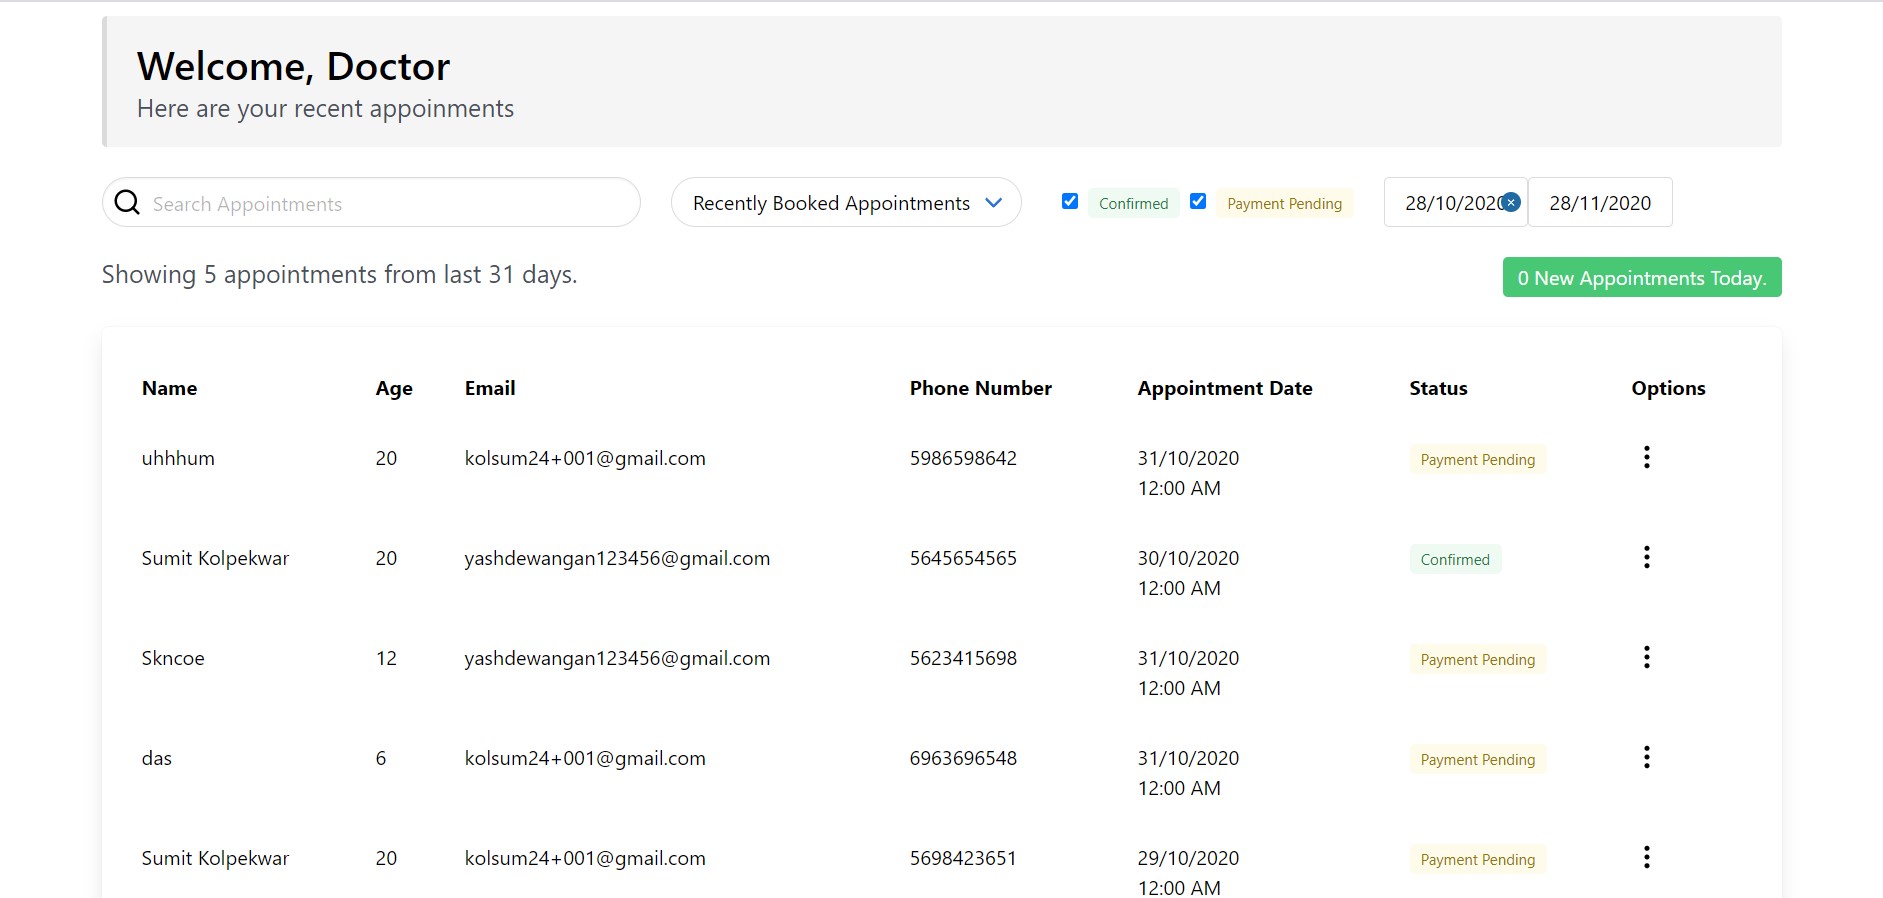 Welcome, Doctor
Here are your recent appoinments
Search Appointments Recently Booked Appointments Confirmed Payment Pending 28/10/2020 28/11/2020
Showing 5 appointments from last 31 days. 0 New Appointments Today.
Name Age Email Phone Number Appointment Date Status Options
uhhhum 20 kolsum24+001@gmail.com 5986598642 31/10/2020 Payment Pending
12:00 AM
Sumit Kolpekwar 20 yashdewangan123456@gmail.com 5645654565 30/10/2020 Confirmed
12:00 AM
Skncoe 12 yashdewangan123456@gmail.com 5623415698 31/10/2020 Payment Pending
12:00 AM
das 6 kolsum24+001@gmail.com 6963696548 31/10/2020 Payment Pending
12:00 AM
Sumit Kolpekwar 20 kolsum24+001@gmail.com 5698423651 29/10/2020 Payment Pending
12:00 AM